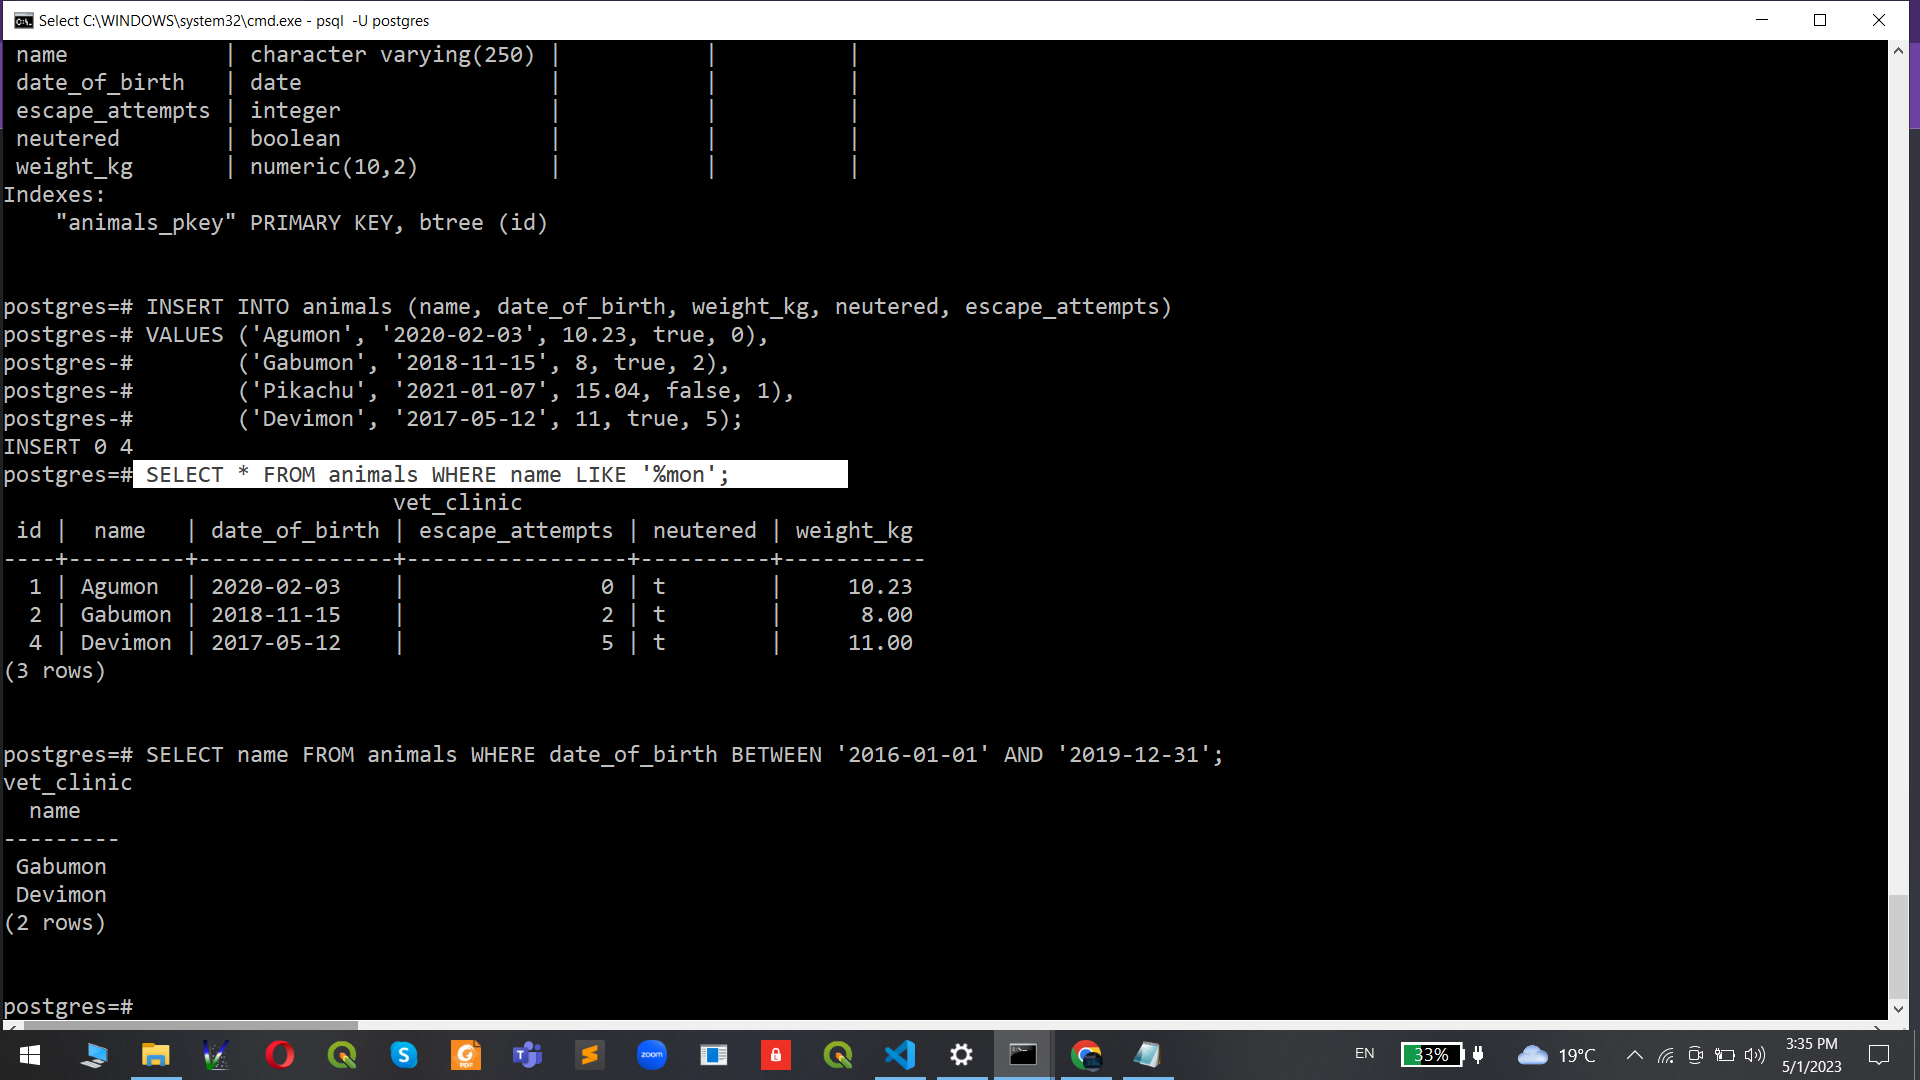 Select C:\WINDOWS\system32\cmd.exe - psql  -U postgres
 name            | character varying(250) |           |          |
 date_of_birth   | date                   |           |          |
 escape_attempts | integer                |           |          |
 neutered        | boolean                |           |          |
 weight_kg       | numeric(10,2)          |           |          |
Indexes:
    "animals_pkey" PRIMARY KEY, btree (id)
postgres=# INSERT INTO animals (name, date_of_birth, weight_kg, neutered, escape_attempts)
postgres-# VALUES ('Agumon', '2020-02-03', 10.23, true, 0),
postgres-#        ('Gabumon', '2018-11-15', 8, true, 2),
postgres-#        ('Pikachu', '2021-01-07', 15.04, false, 1),
postgres-#        ('Devimon', '2017-05-12', 11, true, 5);
INSERT 0 4
postgres=# SELECT * FROM animals WHERE name LIKE '%mon';
                              vet_clinic
 id |  name   | date_of_birth | escape_attempts | neutered | weight_kg
----+---------+---------------+-----------------+----------+-----------
  1 | Agumon  | 2020-02-03    |               0 | t        |     10.23
  2 | Gabumon | 2018-11-15    |               2 | t        |      8.00
  4 | Devimon | 2017-05-12    |               5 | t        |     11.00
(3 rows)
postgres=# SELECT name FROM animals WHERE date_of_birth BETWEEN '2016-01-01' AND '2019-12-31';
vet_clinic
  name
---------
 Gabumon
 Devimon
(2 rows)
postgres=#
zoom
PDF
EN
33%
19°C
3:35 PM
5/1/2023